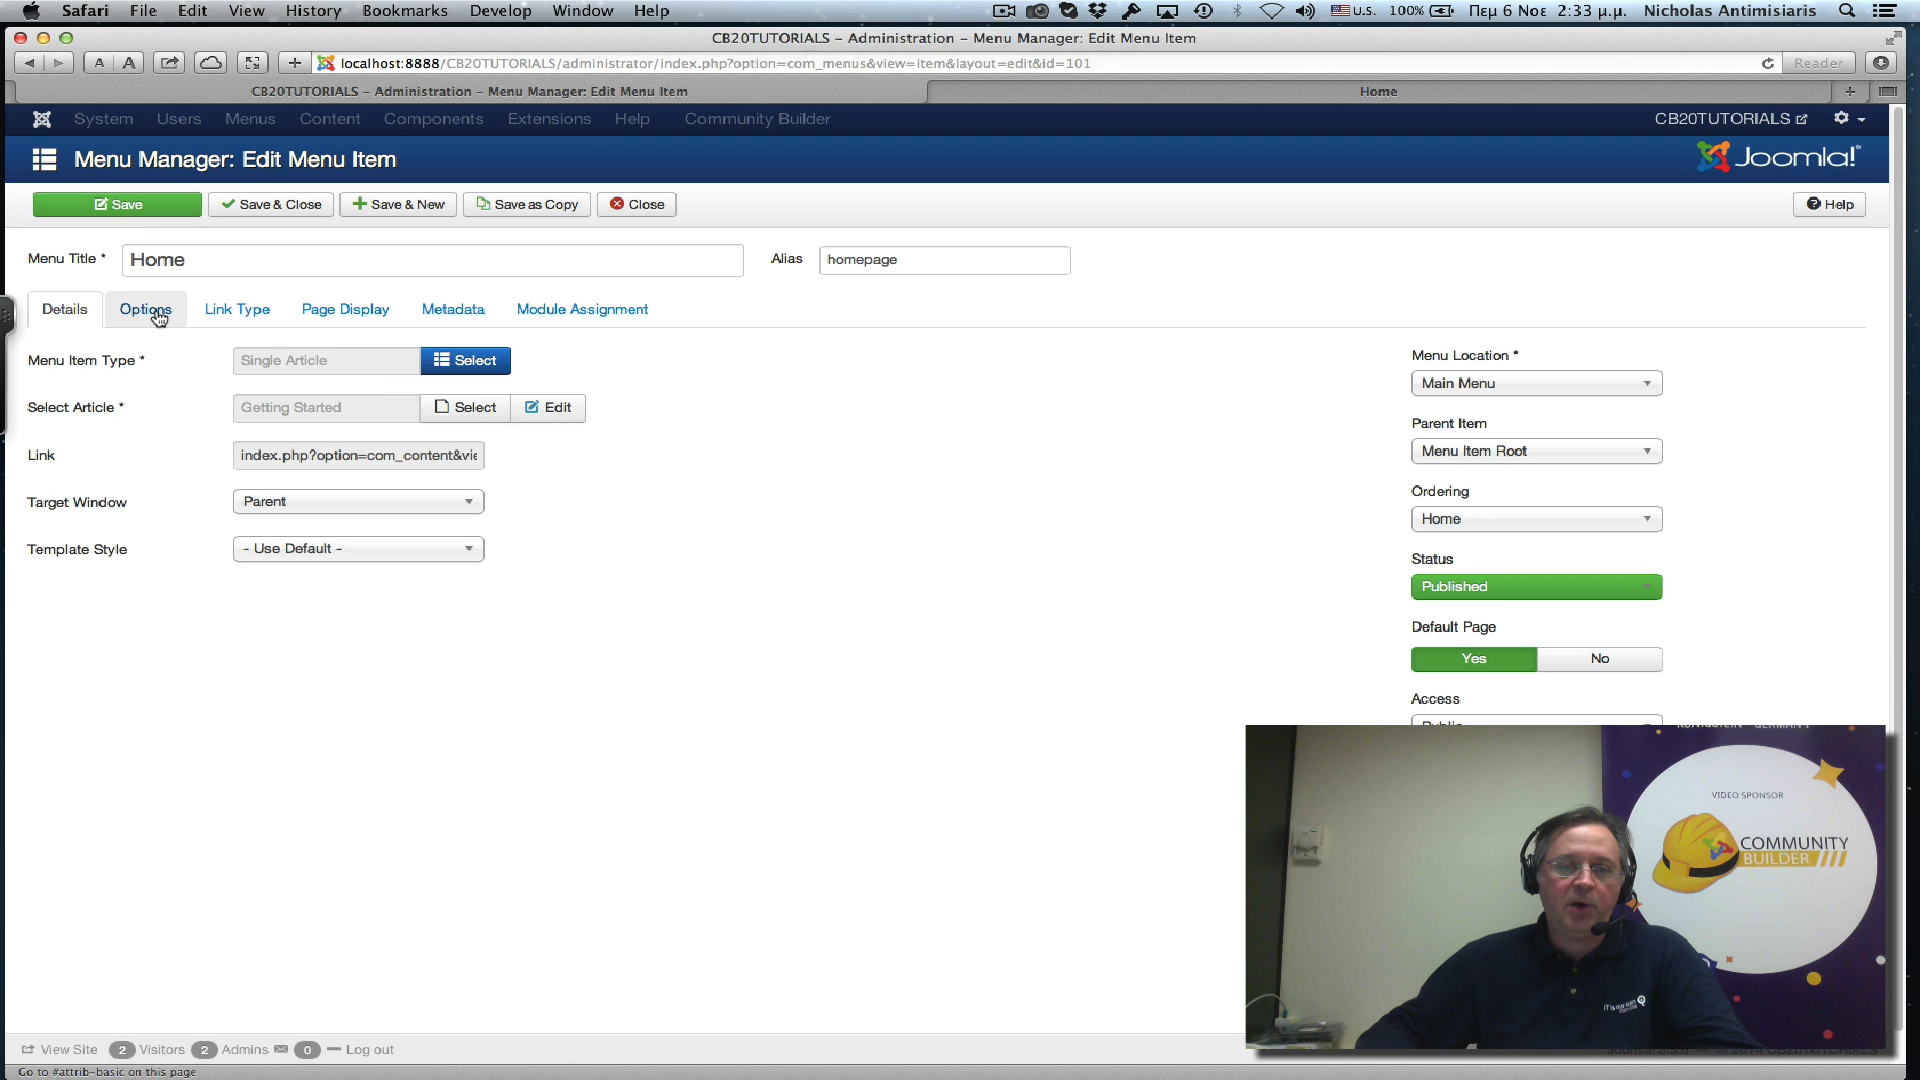 Safari File Edit View History Bookmarks Develop Window Help U.S. 100% Πεμ 6 Νοε 2:33 μ.μ. Nicholas Antimisiaris
CB20TUTORIALS – Administration – Menu Manager: Edit Menu Item
A A + localhost:8888/CB20TUTORIALS/administrator/index.php?option=com_menus&view=item&layout=edit&id=101 Reader
CB20TUTORIALS – Administration – Menu Manager: Edit Menu Item Home +
System Users Menus Content Components Extensions Help Community Builder CB20TUTORIALS
Menu Manager: Edit Menu Item Joomla!
Save Save & Close Save & New Save as Copy Close Help
Menu Title * Home Alias homepage
Details Options Link Type Page Display Metadata Module Assignment
Menu Item Type * Single Article Select
Select Article * Getting Started Select Edit
Link index.php?option=com_content&vie
Target Window Parent
Template Style - Use Default -
Menu Location *
Main Menu
Parent Item
Menu Item Root
Ordering
Home
Status
Published
Default Page
Yes No
Access
Public
VIDEO SPONSOR
COMMUNITY
BUILDER
View Site 2 Visitors 2 Admins 0 Log out
Go to #attrib-basic on this page